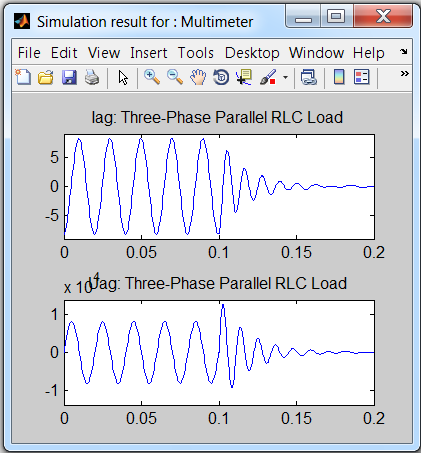 Simulation result for : Multimeter
File Edit View Insert Tools Desktop Window Help
Iag: Three-Phase Parallel RLC Load
5
0
-5
0 0.05 0.1 0.15 0.2
x 10^4
Uag: Three-Phase Parallel RLC Load
1
0
-1
0 0.05 0.1 0.15 0.2